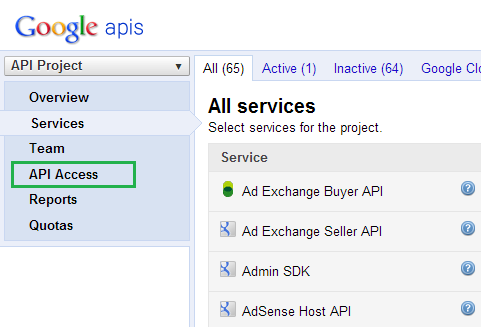 Google apis
API Project
All (65) Active (1) Inactive (64) Google Clo
Overview
Services
Team
API Access
Reports
Quotas
All services
Select services for the project.
Service
Ad Exchange Buyer API
Ad Exchange Seller API
Admin SDK
AdSense Host API